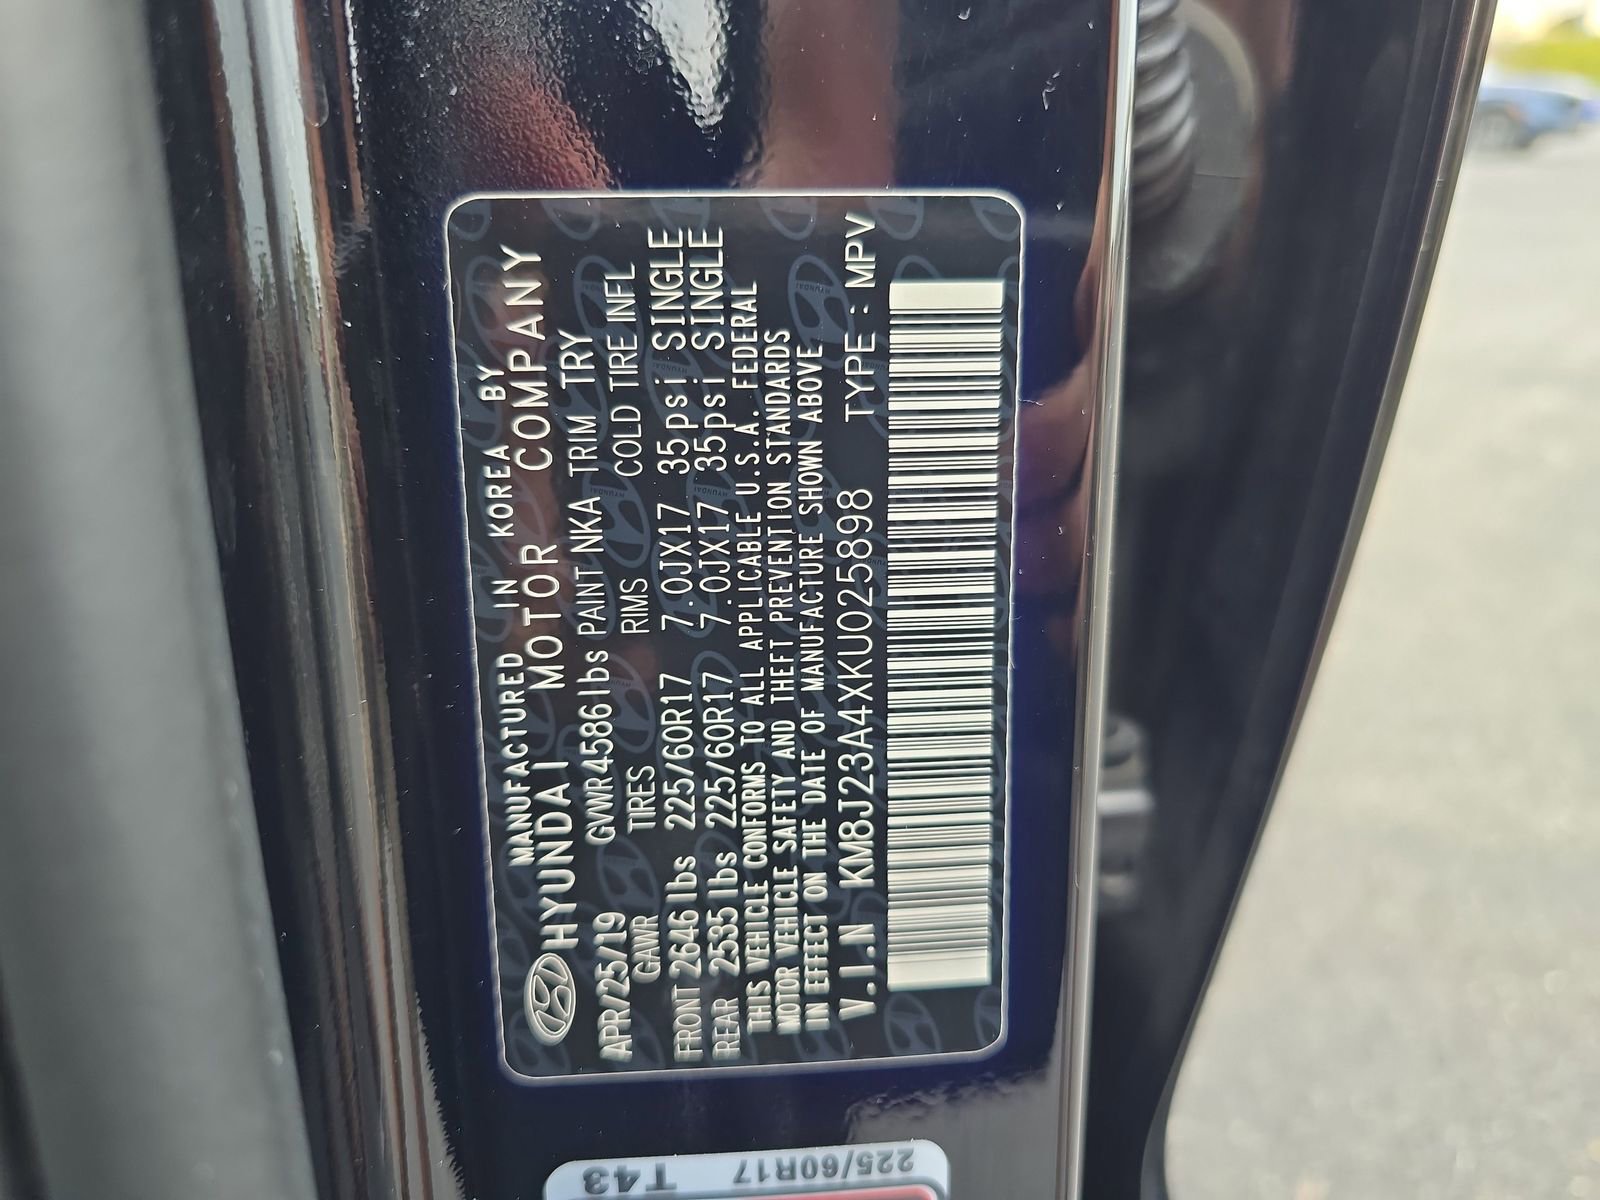 MANUFACTURED IN KOREA BY
HYUNDAI MOTOR COMPANY
APR/25/19 GVWR4586lbs PAINT NKA TRIM TRY
GAWR TIRES RIMS COLD TIRE INFL
FRONT 2646lbs 225/60R17 7.0JX17 35psi SINGLE
REAR 2535lbs 225/60R17 7.0JX17 35psi SINGLE
THIS VEHICLE CONFORMS TO ALL APPLICABLE U.S.A. FEDERAL
MOTOR VEHICLE SAFETY AND THEFT PREVENTION STANDARDS
IN EFFECT ON THE DATE OF MANUFACTURE SHOWN ABOVE
V.I.N KM8J23A4XKU025898 TYPE : MPV
225/60R17
T43